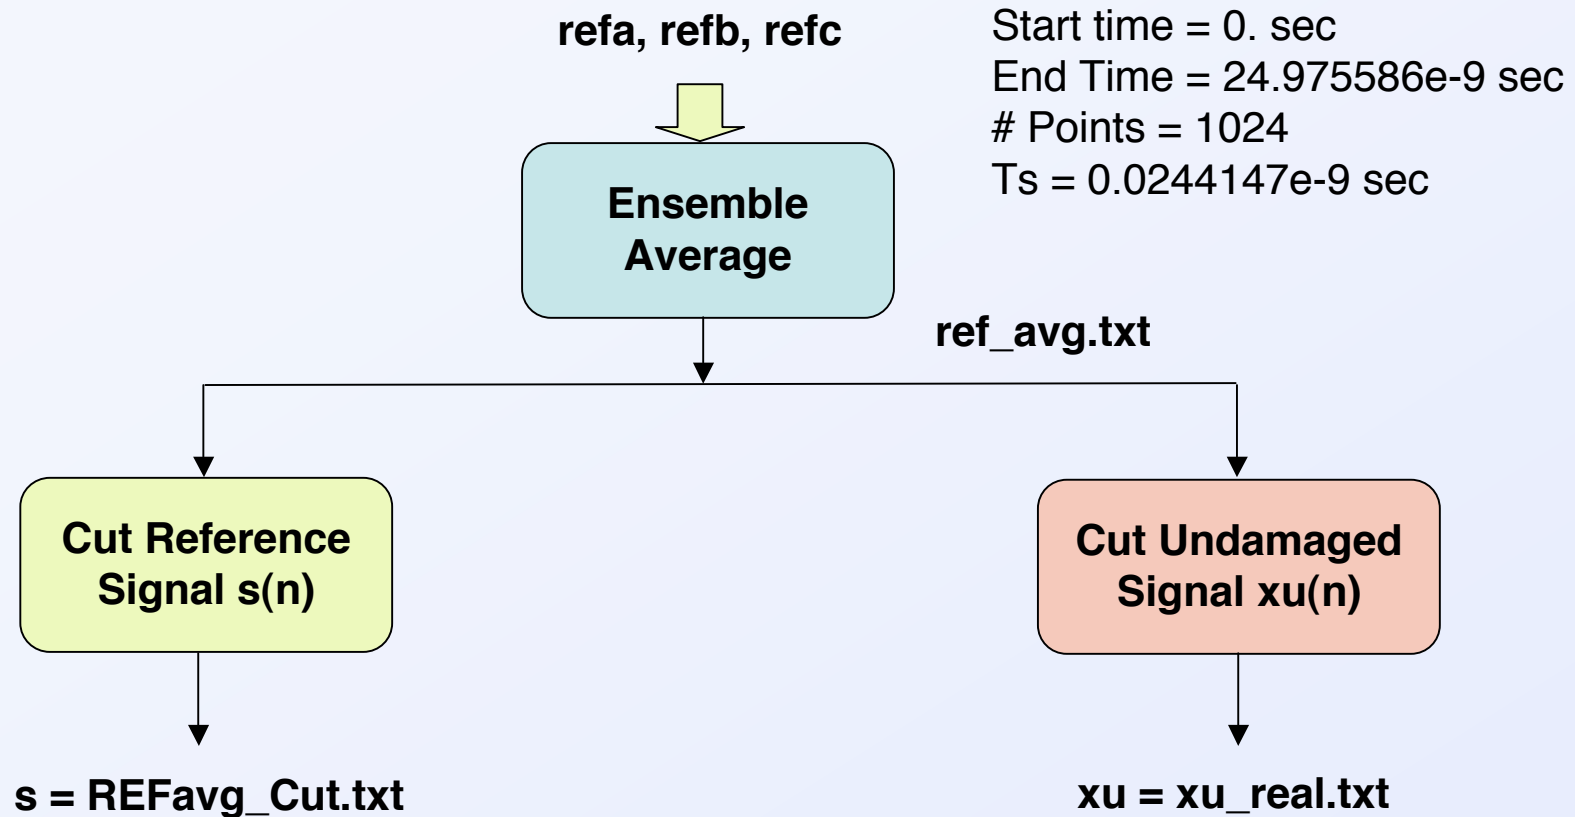 refa, refb, refc
Start time = 0. sec
End Time = 24.975586e-9 sec
# Points = 1024
Ts = 0.0244147e-9 sec
Ensemble
Average
ref_avg.txt
Cut Reference
Signal s(n)
Cut Undamaged
Signal xu(n)
s = REFavg_Cut.txt
xu = xu_real.txt